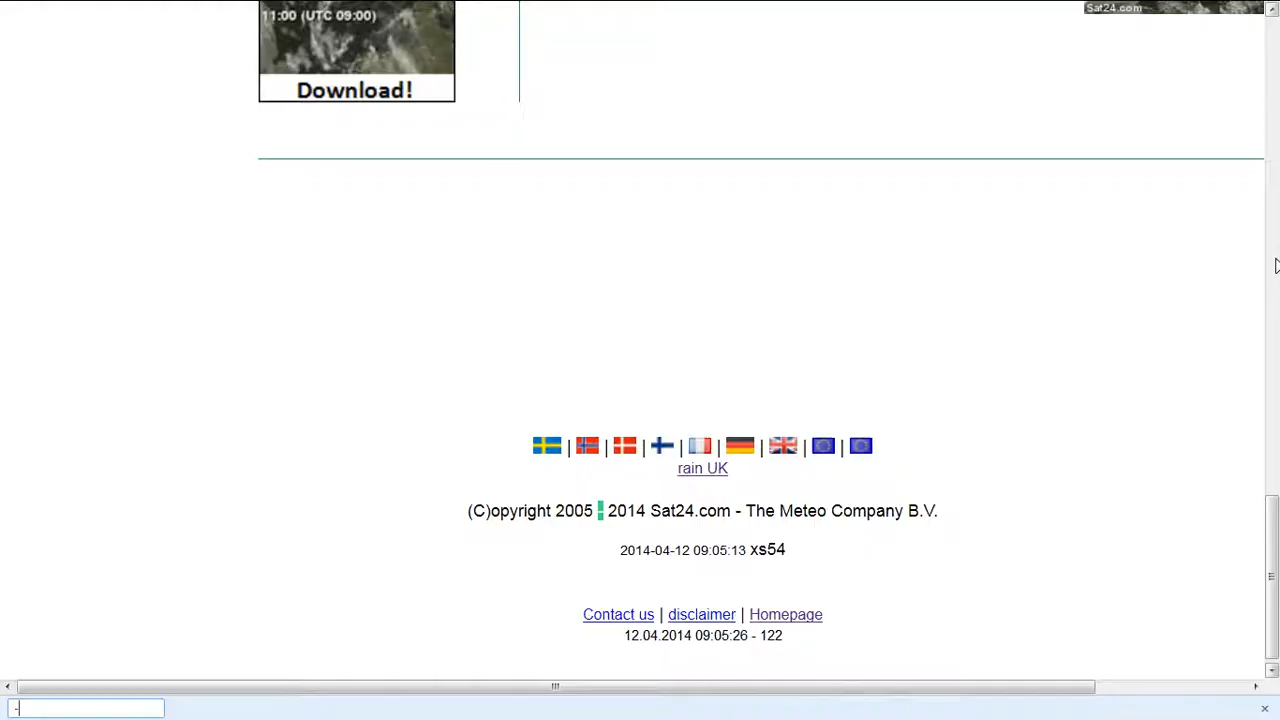 11:00 (UTC 09:00)
Sat24.com
Download!
| | | | | | | |
rain UK
(C)opyright 2005 - 2014 Sat24.com - The Meteo Company B.V.
2014-04-12 09:05:13 xs54
Contact us | disclaimer | Homepage
12.04.2014 09:05:26 - 122
-